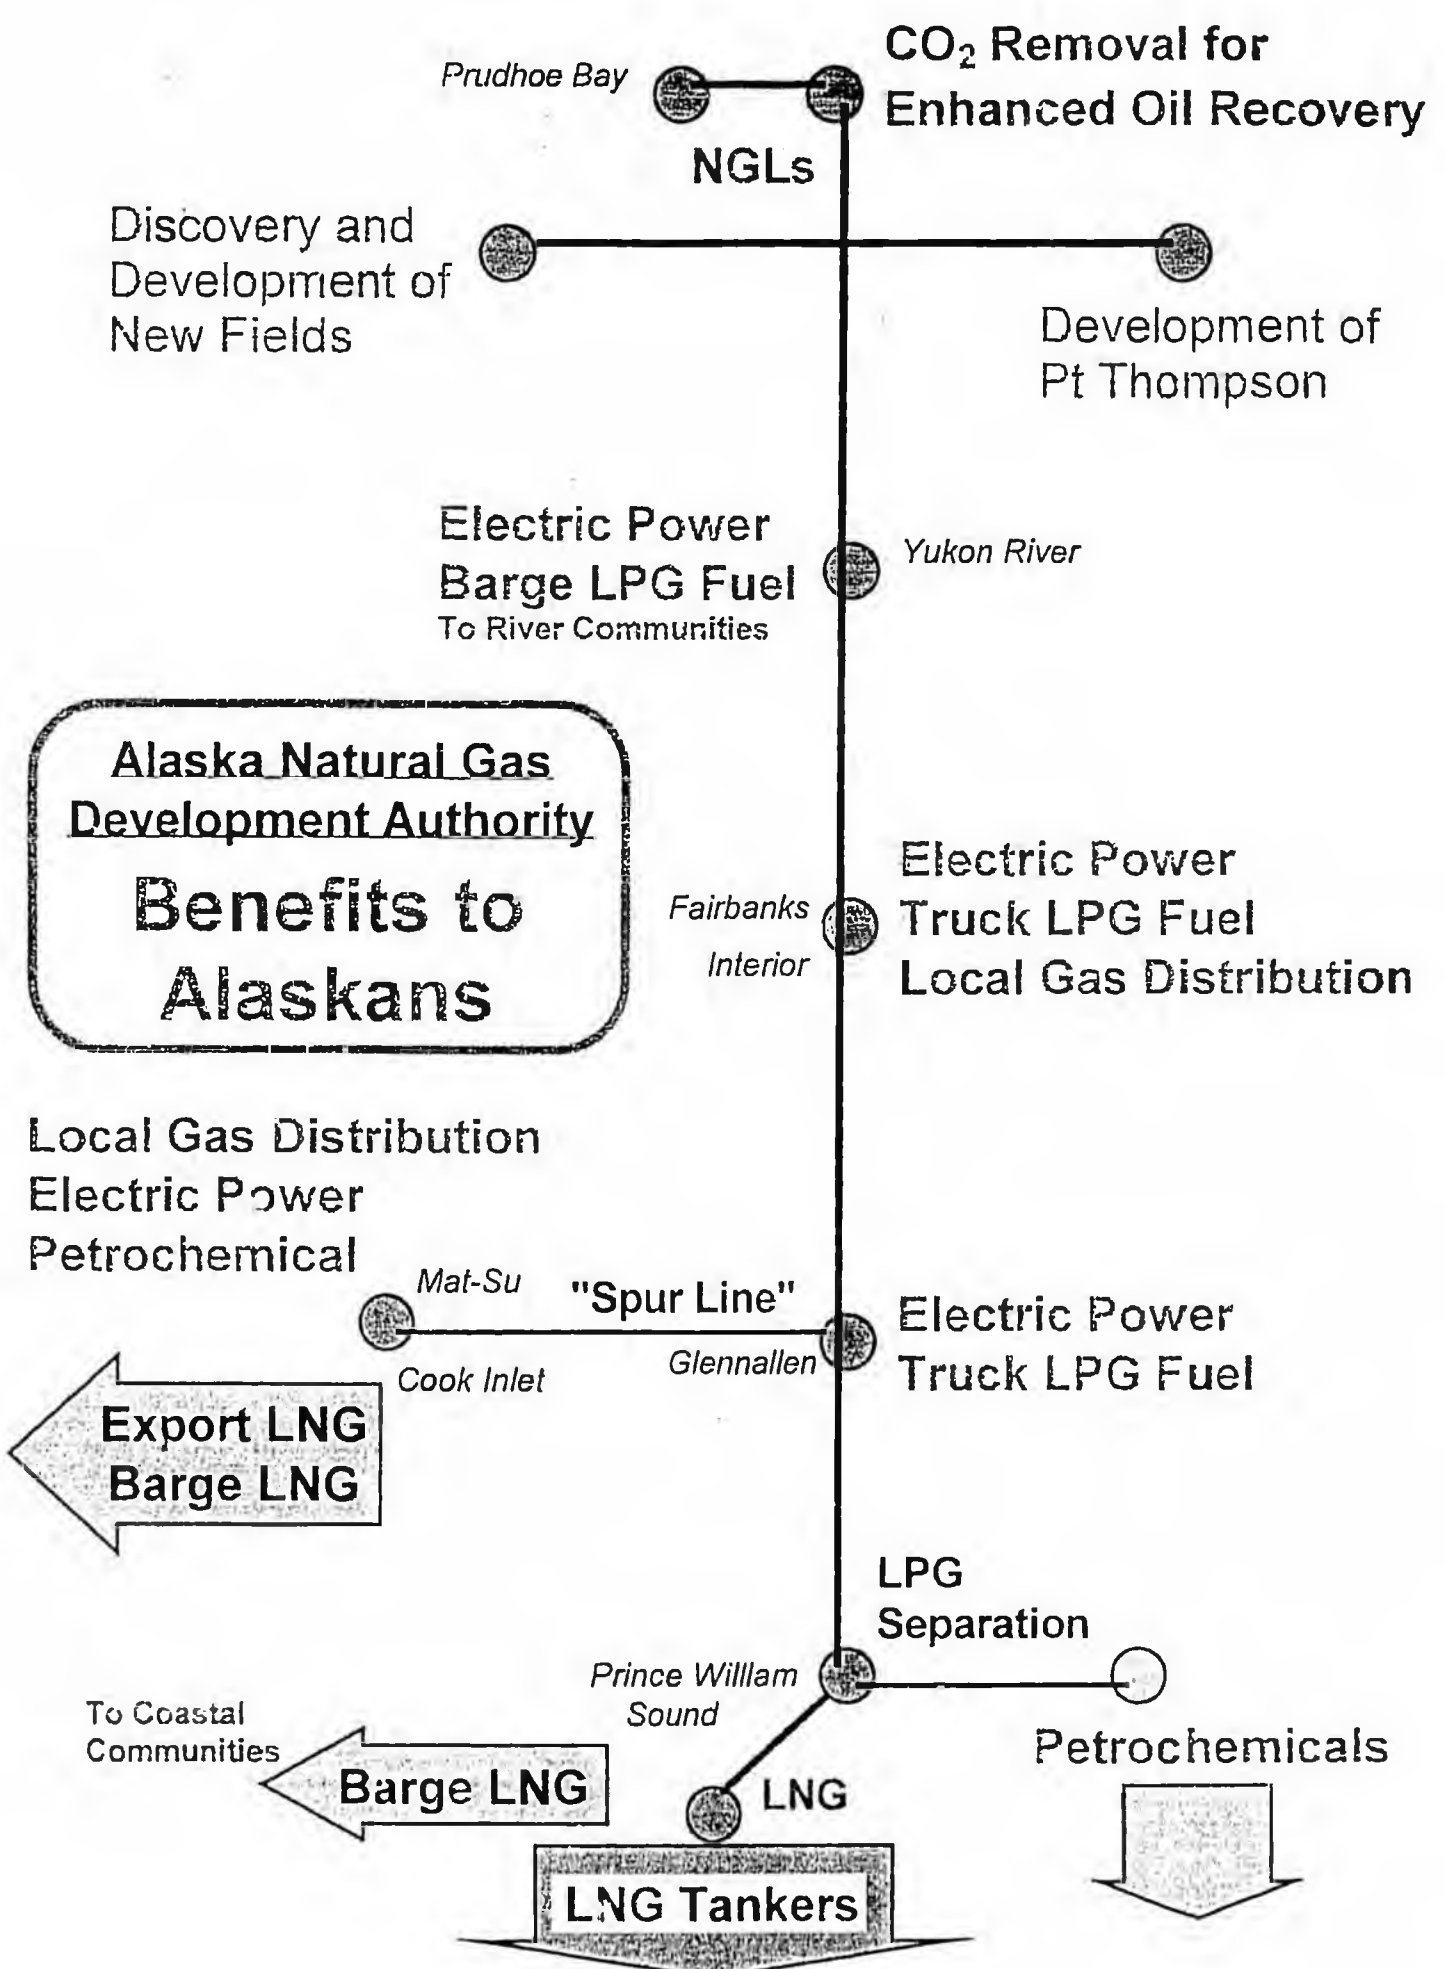 CO₂ Removal for
Enhanced Oil Recovery
Prudhoe Bay
NGLs
Discovery and
Development of
New Fields
Development of
Pt Thompson
Electric Power
Barge LPG Fuel
To River Communities
Yukon River
Alaska Natural Gas
Development Authority
Benefits to
Alaskans
Fairbanks
Interior
Electric Power
Truck LPG Fuel
Local Gas Distribution
Local Gas Distribution
Electric Power
Petrochemical
Mat-Su
"Spur Line"
Cook Inlet
Glennallen
Electric Power
Truck LPG Fuel
Export LNG
Barge LNG
LPG
Separation
Prince William
Sound
To Coastal
Communities
Barge LNG
LNG
Petrochemicals
LNG Tankers